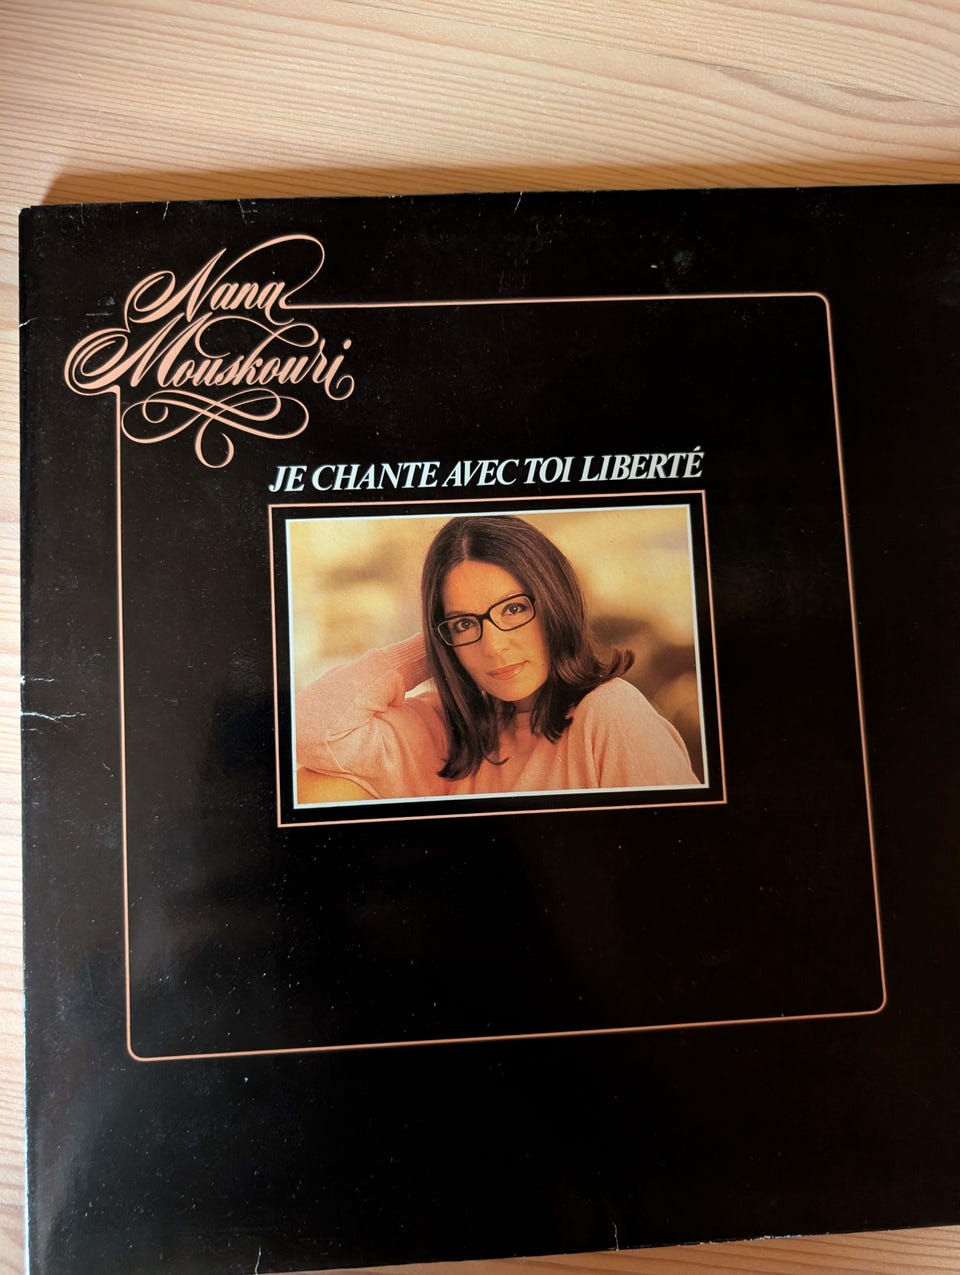 Nana
Mouskouri
JE CHANTE AVEC TOI LIBERTÉ